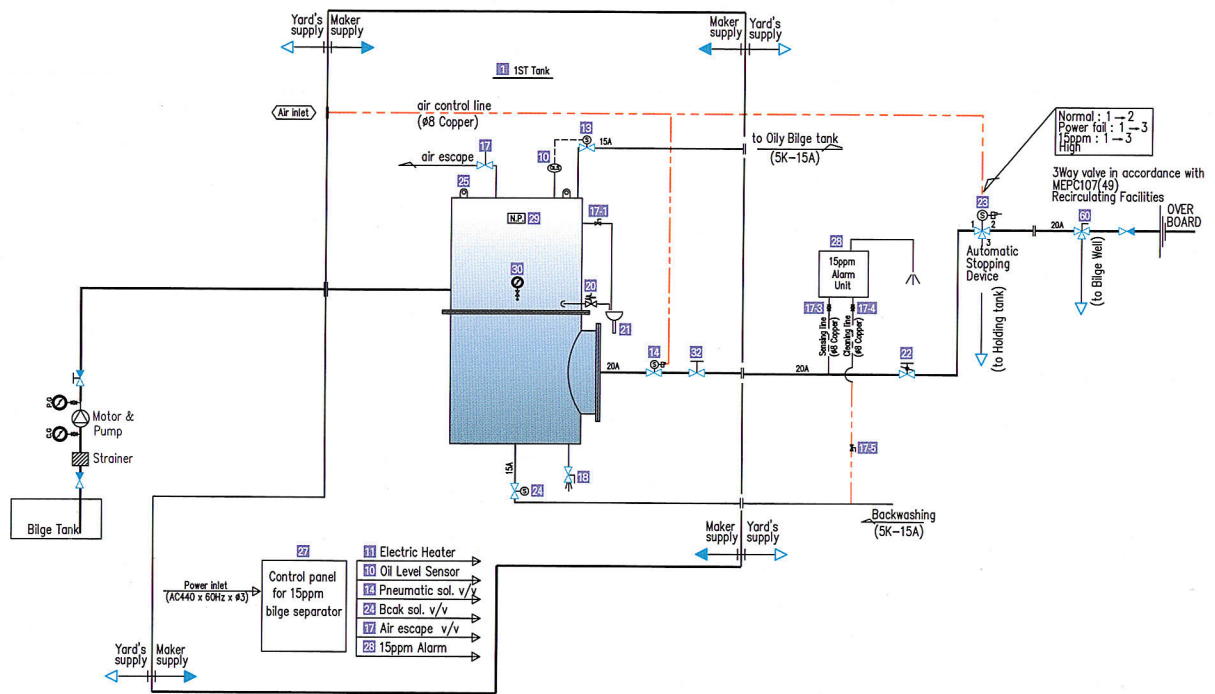 Yard's supply
Maker supply
Maker supply
Yard's supply
1 1ST Tank
Air inlet
air control line
(ø8 Copper)
13
15A
to Oily Bilge tank
(5K-15A)
Normal : 1→2
Power fail : 1→3
15ppm : 1→3
High
3Way valve in accordance with
MEPC107(49)
Recirculating Facilities
17
air escape
10
25
N.P. 29
17-1
30
20
21
28
15ppm
Alarm
Unit
23
1 2
3
Automatic
Stopping
Device
20A
60
OVER
BOARD
(to Holding tank)
(to Bilge Well)
17-3
17-4
Sensing line
(ø8 Copper)
Cleaning line
(ø8 Copper)
14
32
20A
20A
22
17-5
P.G
Motor &
Pump
C.G
Strainer
Bilge Tank
15A
24
18
Backwashing
(5K-15A)
Maker supply
Yard's supply
27
Control panel
for 15ppm
bilge separator
Power inlet
(AC440 x 60Hz x ø3)
11 Electric Heater
10 Oil Level Sensor
14 Pneumatic sol. v/v
24 Bcak sol. v/v
17 Air escape v/v
28 15ppm Alarm
Yard's supply
Maker supply